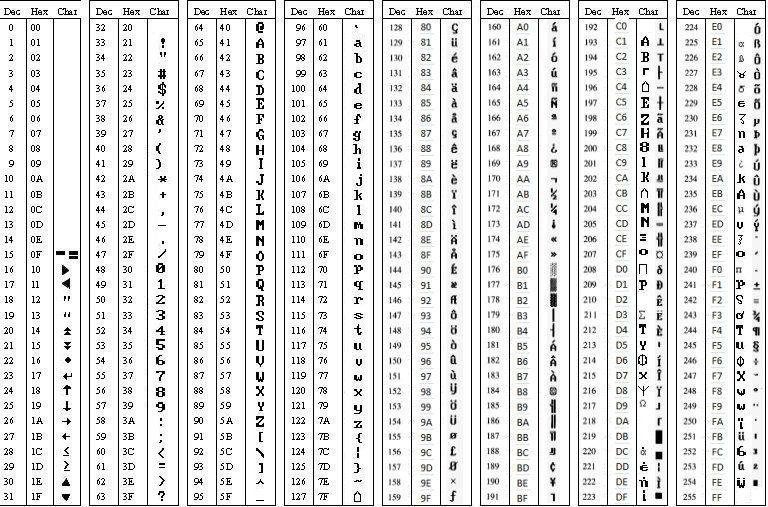 Dec Hex Char Dec Hex Char Dec Hex Char Dec Hex Char Dec Hex Char Dec Hex Char Dec Hex Char Dec Hex Char
0 00 32 20 64 40 @ 96 60 ` 128 80 Ç 160 A0 á 192 C0 └ 224 E0 ó
1 01 33 21 ! 65 41 A 97 61 a 129 81 ü 161 A1 í 193 C1 Α ┴ 225 E1 α ß
2 02 34 22 " 66 42 B 98 62 b 130 82 é 162 A2 ó 194 C2 Β ┬ 226 E2 β ô
3 03 35 23 # 67 43 C 99 63 c 131 83 â 163 A3 ú 195 C3 Γ ├ 227 E3 ò
4 04 36 24 $ 68 44 D 100 64 d 132 84 ä 164 A4 ñ 196 C4 ─ 228 E4 õ
5 05 37 25 % 69 45 E 101 65 e 133 85 à 165 A5 Ñ 197 C5 Ε ┼ 229 E5 ε õ
6 06 38 26 & 70 46 F 102 66 f 134 86 å 166 A6 ª 198 C6 Ζ ã 230 E6 µ
7 07 39 27 ' 71 47 G 103 67 g 135 87 ç 167 A7 º 199 C7 Η Ã 231 E7 η þ
8 08 40 28 ( 72 48 H 104 68 h 136 88 ê 168 A8 ¿ 200 C8 ╚ 232 E8 Þ
9 09 41 29 ) 73 49 I 105 69 i 137 89 ë 169 A9 ® 201 C9 Ι ╔ 233 E9 ι Ú
10 0A 42 2A * 74 4A J 106 6A j 138 8A è 170 AA ¬ 202 CA Κ ╩ 234 EA Û
11 0B 43 2B + 75 4B K 107 6B k 139 8B ï 171 AB ½ 203 CB ╦ 235 EB Ù
12 0C 44 2C , 76 4C L 108 6C l 140 8C î 172 AC ¼ 204 CC Μ ╠ 236 EC μ ý
13 0D 45 2D - 77 4D M 109 6D m 141 8D ì 173 AD ¡ 205 CD Ν ═ 237 ED ν Ý
14 0E 46 2E . 78 4E N 110 6E n 142 8E Ä 174 AE « 206 CE Ξ ╬ 238 EE ¯
15 0F 47 2F / 79 4F O 111 6F o 143 8F Å 175 AF » 207 CF Ο ¤ 239 EF ο ´
16 10 ► 48 30 0 80 50 P 112 70 p 144 90 É 176 B0 ░ 208 D0 Π ð 240 F0 π
17 11 ◄ 49 31 1 81 51 Q 113 71 q 145 91 æ 177 B1 ▒ 209 D1 Ρ Ð 241 F1 ρ ±
18 12 " 50 32 2 82 52 R 114 72 r 146 92 Æ 178 B2 ▓ 210 D2 Ê 242 F2 ς =
19 13 “ 51 33 3 83 53 S 115 73 s 147 93 ô 179 B3 │ 211 D3 Σ Ë 243 F3 σ ¾
20 14 52 34 4 84 54 T 116 74 t 148 94 ö 180 B4 ┤ 212 D4 Τ È 244 F4 τ ¶
21 15 53 35 5 85 55 U 117 75 u 149 95 ò 181 B5 Á 213 D5 Υ ı 245 F5 υ §
22 16 54 36 6 86 56 V 118 76 v 150 96 û 182 B6 Â 214 D6 Φ Í 246 F6 φ ÷
23 17 ↵ 55 37 7 87 57 W 119 77 w 151 97 ù 183 B7 À 215 D7 Χ Î 247 F7 χ
24 18 ↑ 56 38 8 88 58 X 120 78 x 152 98 ÿ 184 B8 © 216 D8 Ψ Ï 248 F8 °
25 19 ↓ 57 39 9 89 59 Y 121 79 y 153 99 Ö 185 B9 ╣ 217 D9 Ω ┘ 249 F9 ω ¨
26 1A → 58 3A : 90 5A Z 122 7A z 154 9A Ü 186 BA ║ 218 DA ┌ 250 FA
27 1B ← 59 3B ; 91 5B [ 123 7B { 155 9B ø 187 BB ╗ 219 DB █ 251 FB ü ¹
28 1C ≤ 60 3C < 92 5C \ 124 7C ¦ 156 9C £ 188 BC ╝ 220 DC ά ▄ 252 FC ³
29 1D ≥ 61 3D = 93 5D ] 125 7D } 157 9D Ø 189 BD ¢ 221 DD έ ¦ 253 FD ²
30 1E ▲ 62 3E > 94 5E ^ 126 7E ~ 158 9E × 190 BE ¥ 222 DE ή Ì 254 FE ■
31 1F ▼ 63 3F ? 95 5F _ 127 7F ⌂ 159 9F ƒ 191 BF ┐ 223 DF ί ▀ 255 FF